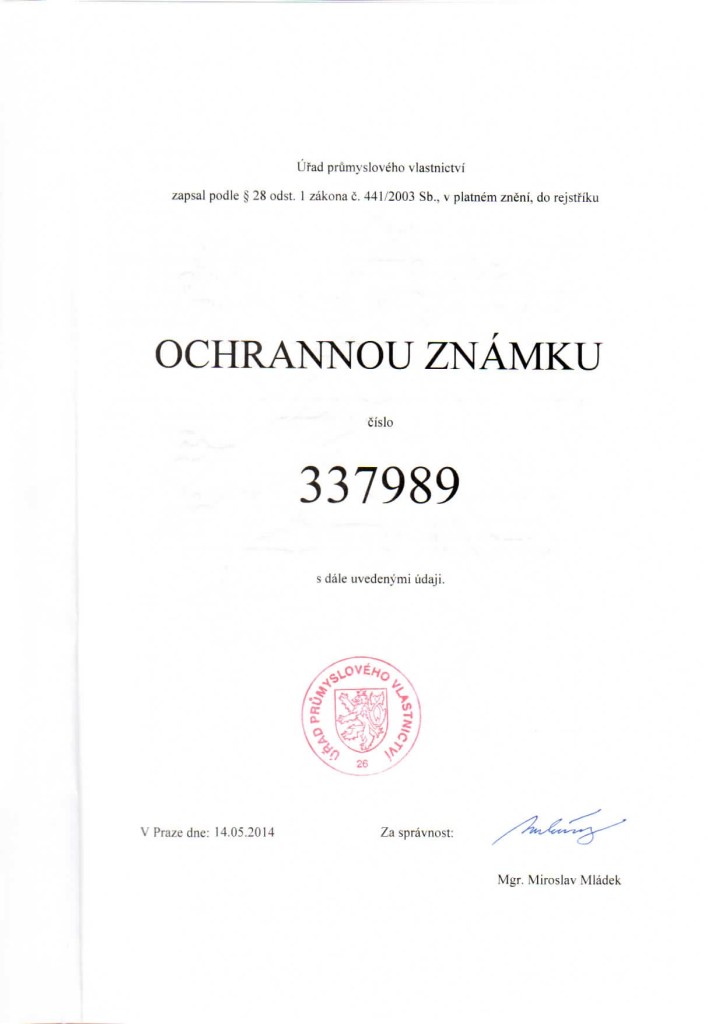 Úřad průmyslového vlastnictví
zapsal podle § 28 odst. 1 zákona č. 441/2003 Sb., v platném znění, do rejstříku
OCHRANNOU ZNÁMKU
číslo
337989
s dále uvedenými údaji.
ÚŘAD PRŮMYSLOVÉHO VLASTNICTVÍ
26
V Praze dne: 14.05.2014 Za správnost:
Mgr. Miroslav Mládek